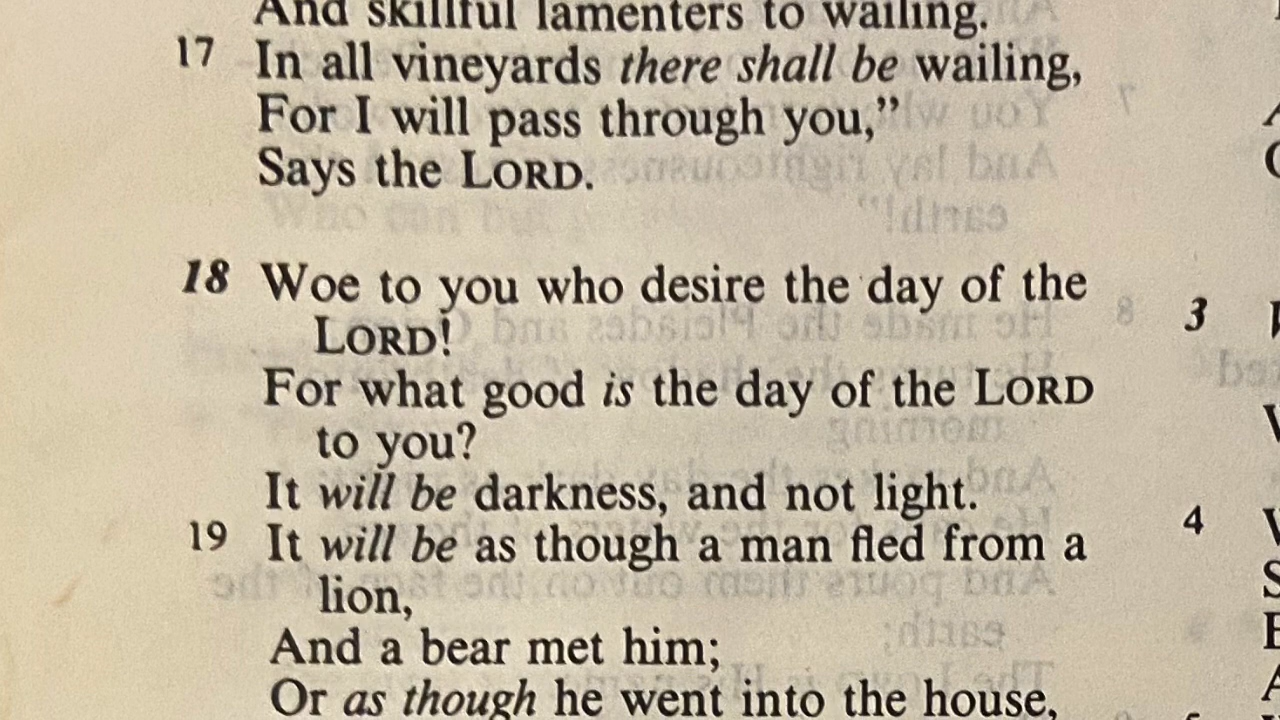 And skillful lamenters to wailing.
17 In all vineyards there shall be wailing,
For I will pass through you,”
Says the LORD.
18 Woe to you who desire the day of the
LORD!
For what good is the day of the LORD
to you?
It will be darkness, and not light.
19 It will be as though a man fled from a
lion,
And a bear met him;
Or as though he went into the house,
3
4